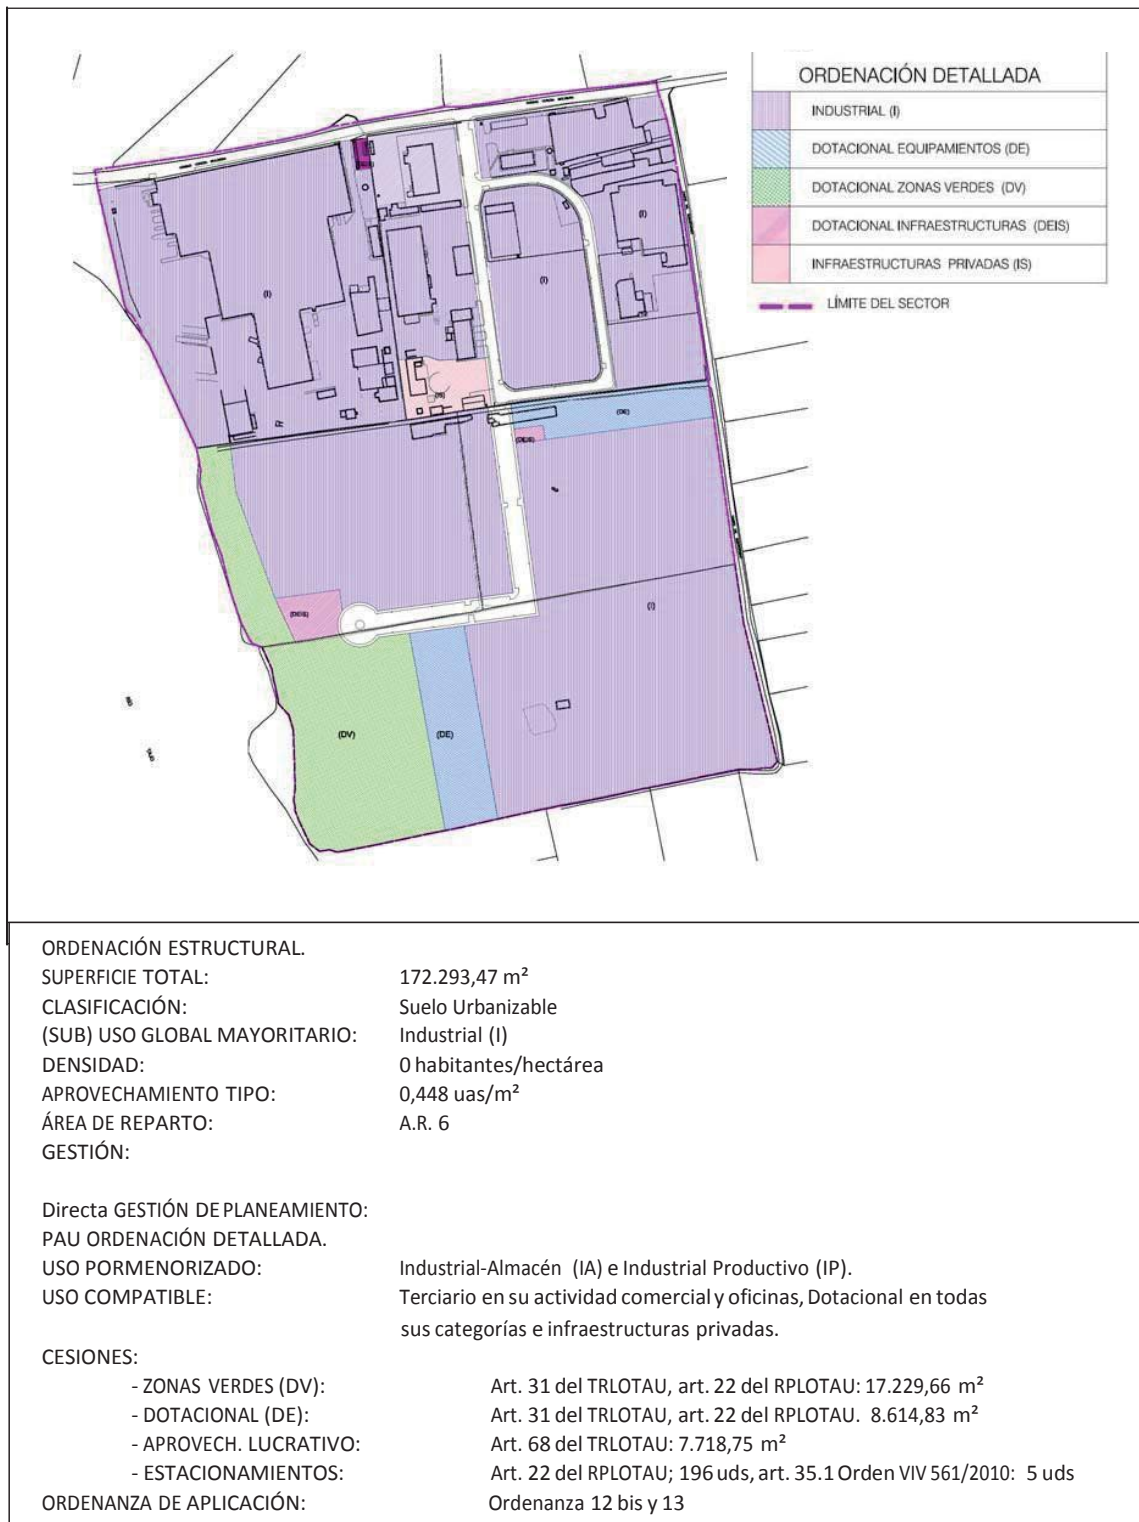 ORDENACIÓN DETALLADA
INDUSTRIAL (I)
DOTACIONAL EQUIPAMIENTOS (DE)
DOTACIONAL ZONAS VERDES (DV)
DOTACIONAL INFRAESTRUCTURAS (DEIS)
INFRAESTRUCTURAS PRIVADAS (IS)
LÍMITE DEL SECTOR
(I)
(I)
(I)
(IS)
(DE)
(DEIS)
(DEIS)
(I)
(DV)
(DE)
RIO
TAJO
ORDENACIÓN ESTRUCTURAL.
SUPERFICIE TOTAL: 172.293,47 m²
CLASIFICACIÓN: Suelo Urbanizable
(SUB) USO GLOBAL MAYORITARIO: Industrial (I)
DENSIDAD: 0 habitantes/hectárea
APROVECHAMIENTO TIPO: 0,448 uas/m²
ÁREA DE REPARTO: A.R. 6
GESTIÓN:
Directa GESTIÓN DE PLANEAMIENTO:
PAU ORDENACIÓN DETALLADA.
USO PORMENORIZADO: Industrial-Almacén (IA) e Industrial Productivo (IP).
USO COMPATIBLE: Terciario en su actividad comercial y oficinas, Dotacional en todas
sus categorías e infraestructuras privadas.
CESIONES:
- ZONAS VERDES (DV): Art. 31 del TRLOTAU, art. 22 del RPLOTAU: 17.229,66 m²
- DOTACIONAL (DE): Art. 31 del TRLOTAU, art. 22 del RPLOTAU. 8.614,83 m²
- APROVECH. LUCRATIVO: Art. 68 del TRLOTAU: 7.718,75 m²
- ESTACIONAMIENTOS: Art. 22 del RPLOTAU; 196 uds, art. 35.1 Orden VIV 561/2010: 5 uds
ORDENANZA DE APLICACIÓN: Ordenanza 12 bis y 13